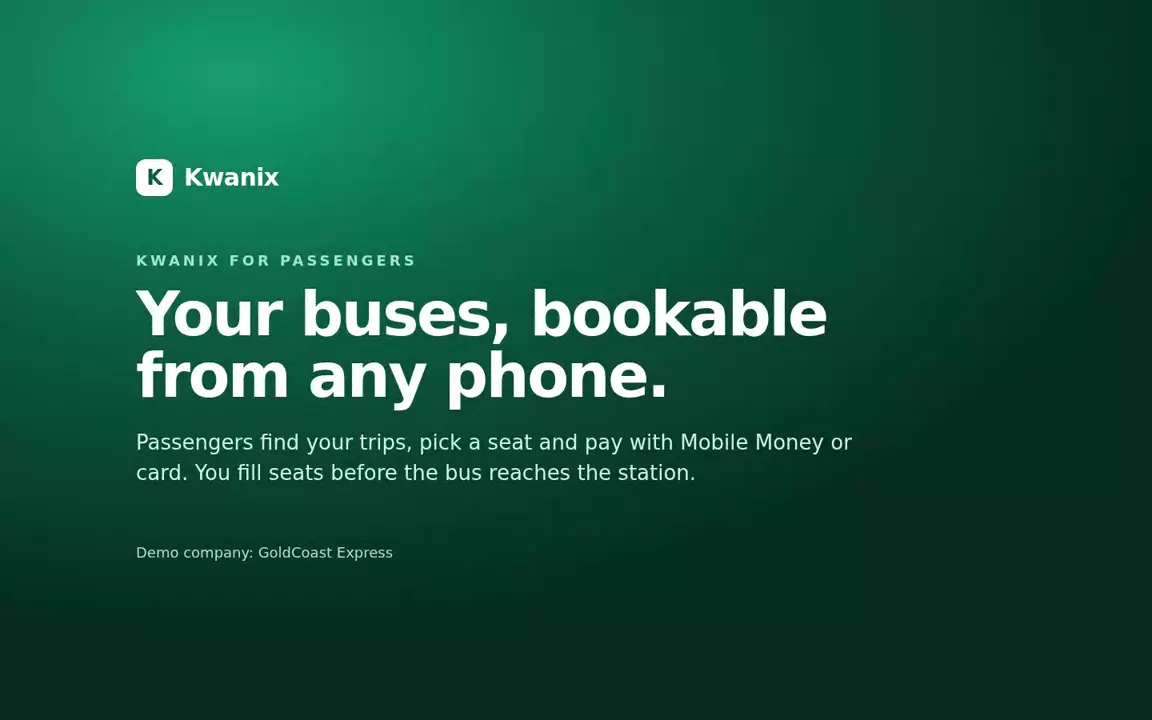 K Kwanix
KWANIX FOR PASSENGERS
Your buses, bookable
from any phone.
Passengers find your trips, pick a seat and pay with Mobile Money or
card. You fill seats before the bus reaches the station.
Demo company: GoldCoast Express